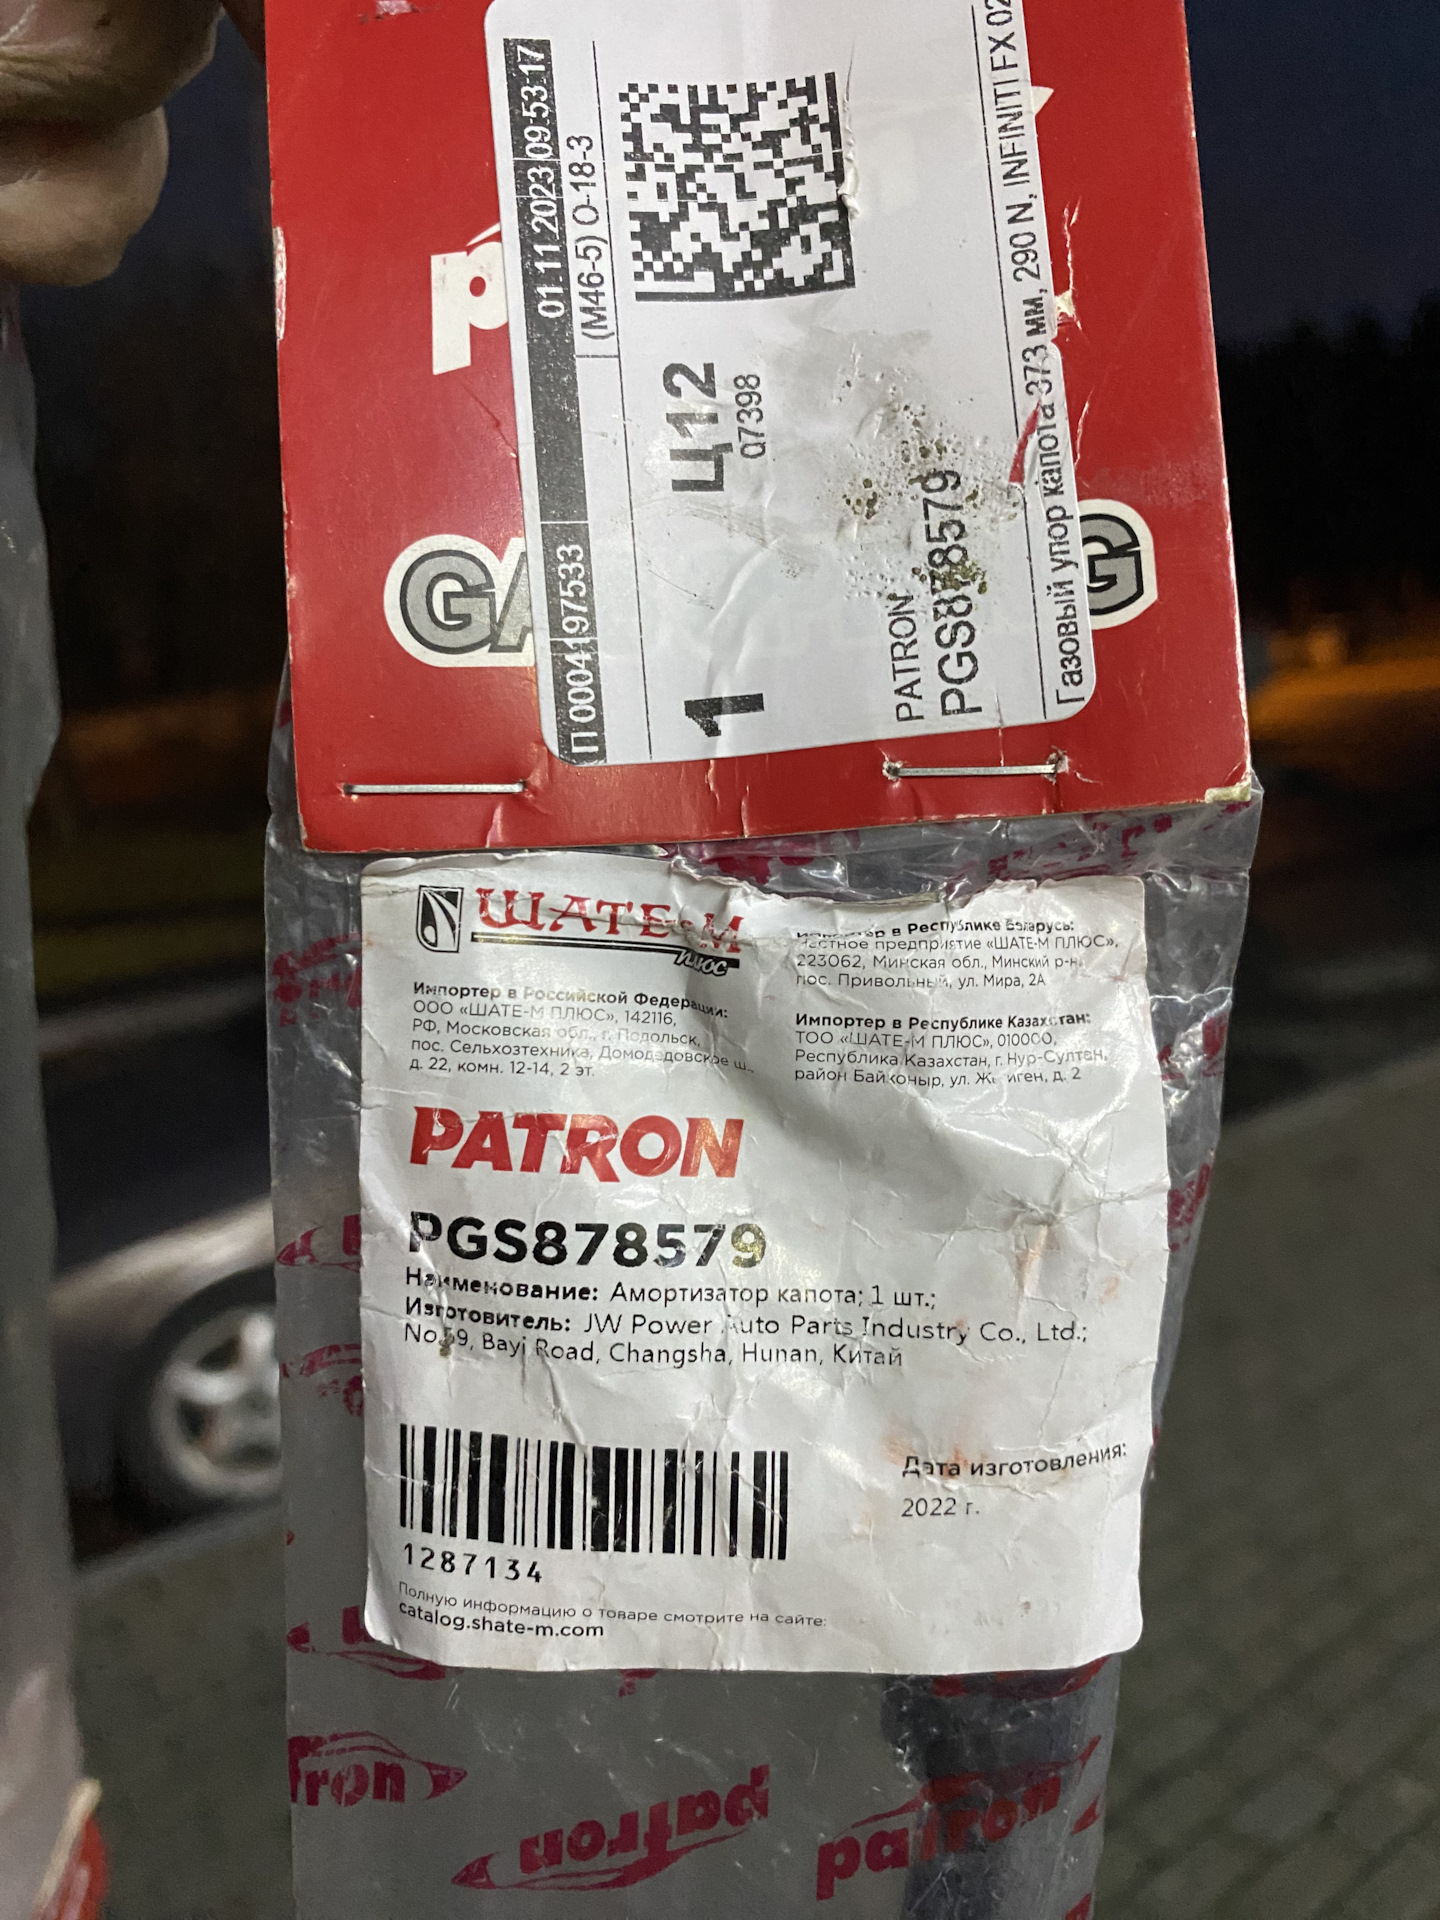 П 0004197533 01.11.2023 09:53:17
(М46-5) О-18-3
1 Ц12
Q7398
PATRON
PGS878579
Газовый упор капота 373 мм, 290 N, INFINITI FX 02
ШАТЕ-М
ПЛЮС
Импортер в Российской Федерации:
ООО «ШАТЕ-М ПЛЮС», 142116,
РФ, Московская обл., г. Подольск,
пос. Сельхозтехника, Домодедовское ш.,
д. 22, комн. 12-14, 2 эт.
Импортер в Республике Беларусь:
Частное предприятие «ШАТЕ-М ПЛЮС»,
223062, Минская обл., Минский р-н,
пос. Привольный, ул. Мира, 2А
Импортер в Республике Казахстан:
ТОО «ШАТЕ-М ПЛЮС», 010000,
Республика Казахстан, г. Нур-Султан,
район Байконыр, ул. д. 2
PATRON
PGS878579
Наименование: Амортизатор капота; 1 шт.;
Изготовитель: JW Power Auto Parts Industry Co., Ltd.;
Bayi Road, Changsha, Hunan, Китай
1287134
Дата изготовления:
2022 г.
Полную информацию о товаре смотрите на сайте:
catalog.shate-m.com
patron
patron